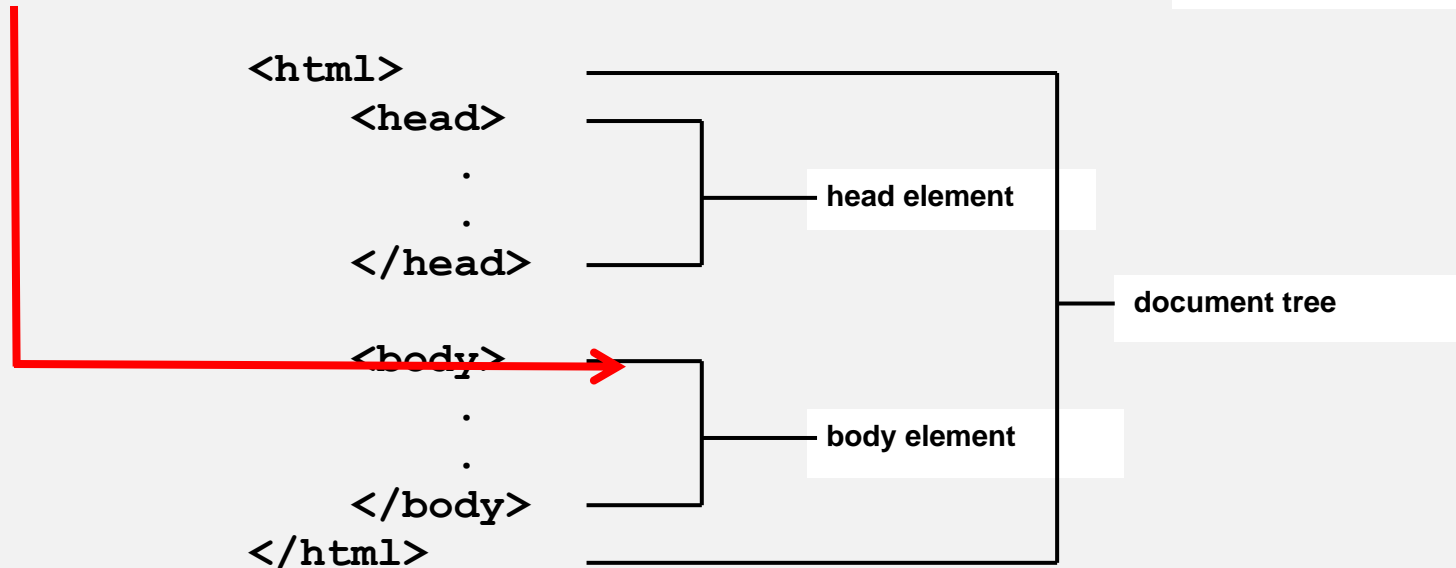 <html>
<head>
.
.
head element
</head>
document tree
<body>
.
.
body element
</body>
</html>